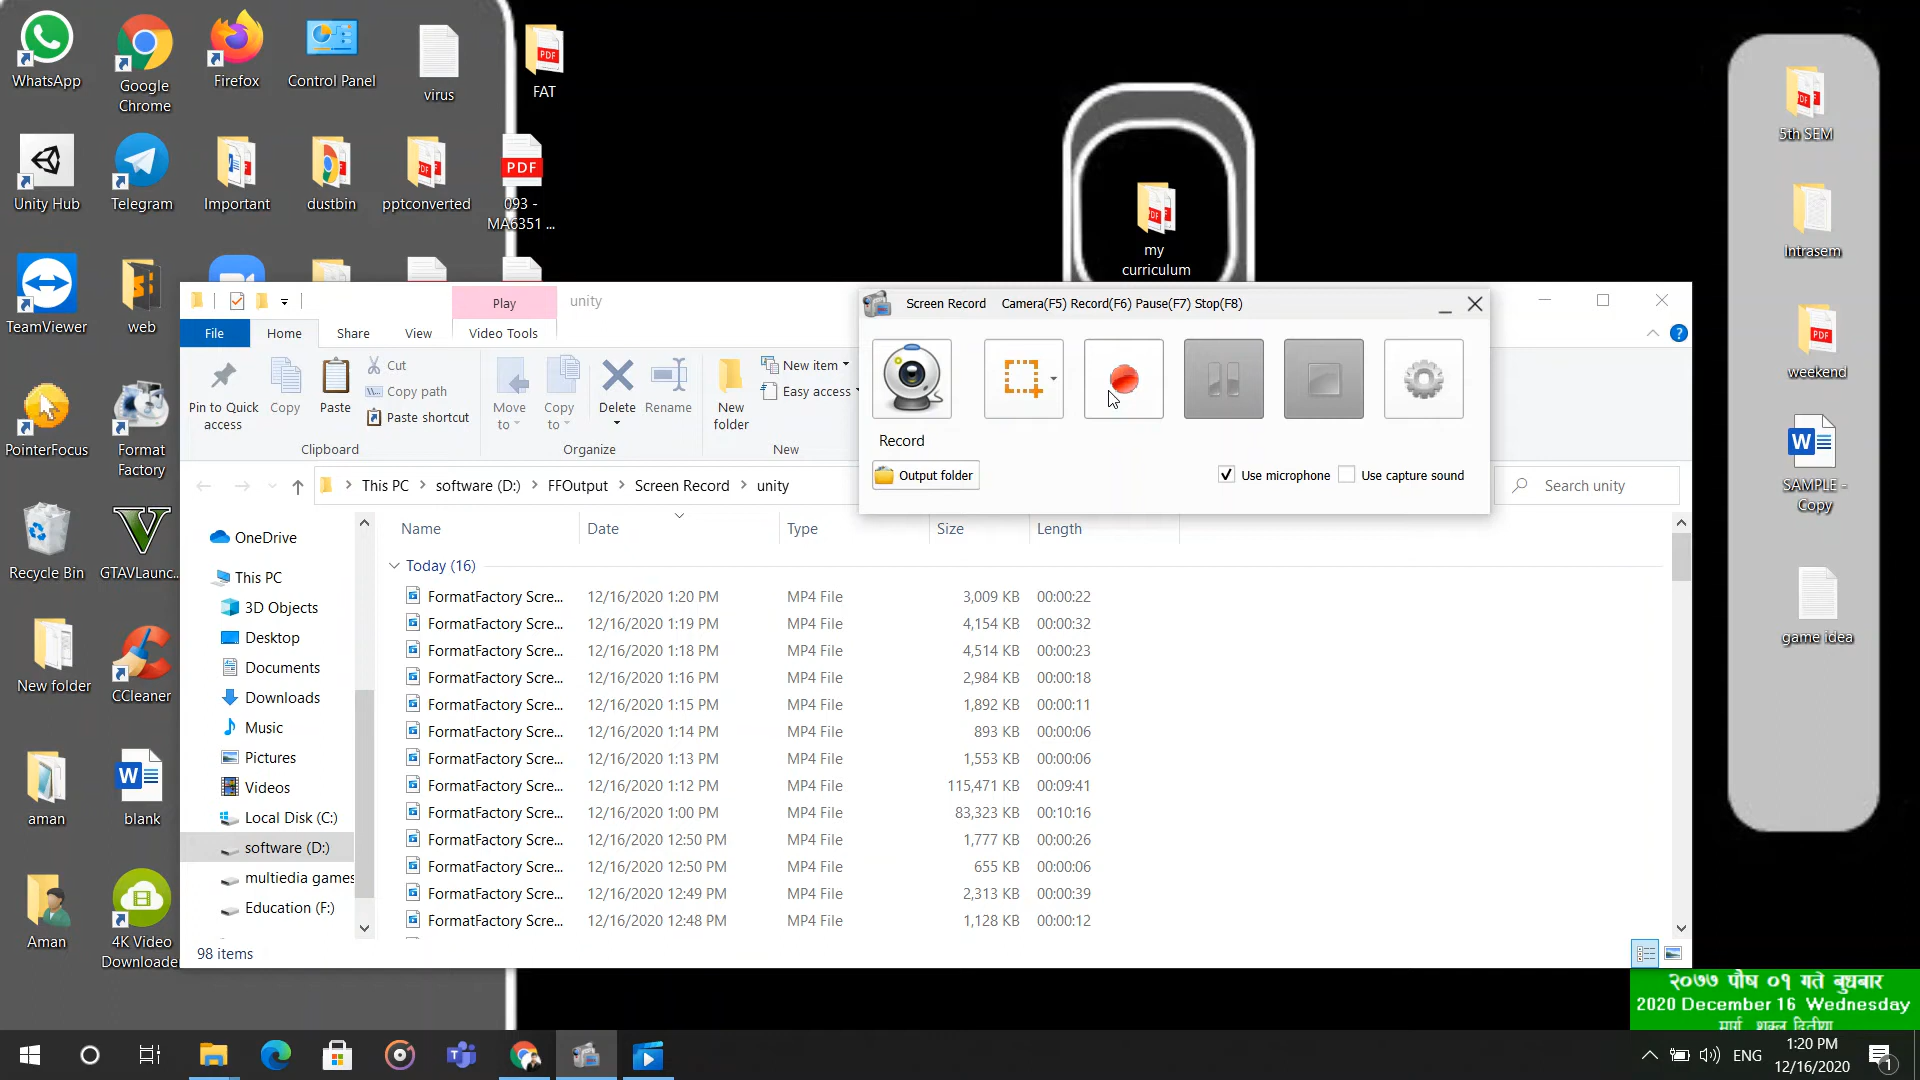 WhatsApp
Google
Chrome
Firefox
Control Panel
virus
FAT
Unity Hub
Telegram
Important
dustbin
pptconverted
PDF
093 -
MA6351 ...
TeamViewer
web
PointerFocus
Format
Factory
Recycle Bin
GTAVLaunc...
New folder
CCleaner
aman
blank
Aman
4K Video
Downloade
my
curriculum
5th SEM
Intrasem
weekend
SAMPLE -
Copy
game idea
Play
unity
File
Home
Share
View
Video Tools
Pin to Quick
access
Copy
Paste
Cut
Copy path
Paste shortcut
Clipboard
Move
to
Copy
to
Delete
Rename
Organize
New
folder
New item
Easy access
New
Screen Record Camera(F5) Record(F6) Pause(F7) Stop(F8)
Record
Output folder
Use microphone
Use capture sound
This PC > software (D:) > FFOutput > Screen Record > unity
Search unity
OneDrive
This PC
3D Objects
Desktop
Documents
Downloads
Music
Pictures
Videos
Local Disk (C:)
software (D:)
multiedia games
Education (F:)
Name Date Type Size Length
Today (16)
FormatFactory Scre... 12/16/2020 1:20 PM MP4 File 3,009 KB 00:00:22
FormatFactory Scre... 12/16/2020 1:19 PM MP4 File 4,154 KB 00:00:32
FormatFactory Scre... 12/16/2020 1:18 PM MP4 File 4,514 KB 00:00:23
FormatFactory Scre... 12/16/2020 1:16 PM MP4 File 2,984 KB 00:00:18
FormatFactory Scre... 12/16/2020 1:15 PM MP4 File 1,892 KB 00:00:11
FormatFactory Scre... 12/16/2020 1:14 PM MP4 File 893 KB 00:00:06
FormatFactory Scre... 12/16/2020 1:13 PM MP4 File 1,553 KB 00:00:06
FormatFactory Scre... 12/16/2020 1:12 PM MP4 File 115,471 KB 00:09:41
FormatFactory Scre... 12/16/2020 1:00 PM MP4 File 83,323 KB 00:10:16
FormatFactory Scre... 12/16/2020 12:50 PM MP4 File 1,777 KB 00:00:26
FormatFactory Scre... 12/16/2020 12:50 PM MP4 File 655 KB 00:00:06
FormatFactory Scre... 12/16/2020 12:49 PM MP4 File 2,313 KB 00:00:39
FormatFactory Scre... 12/16/2020 12:48 PM MP4 File 1,128 KB 00:00:12
98 items
२०७७ पौष ०१ गते बुधबार
2020 December 16 Wednesday
ENG
1:20 PM
12/16/2020
1